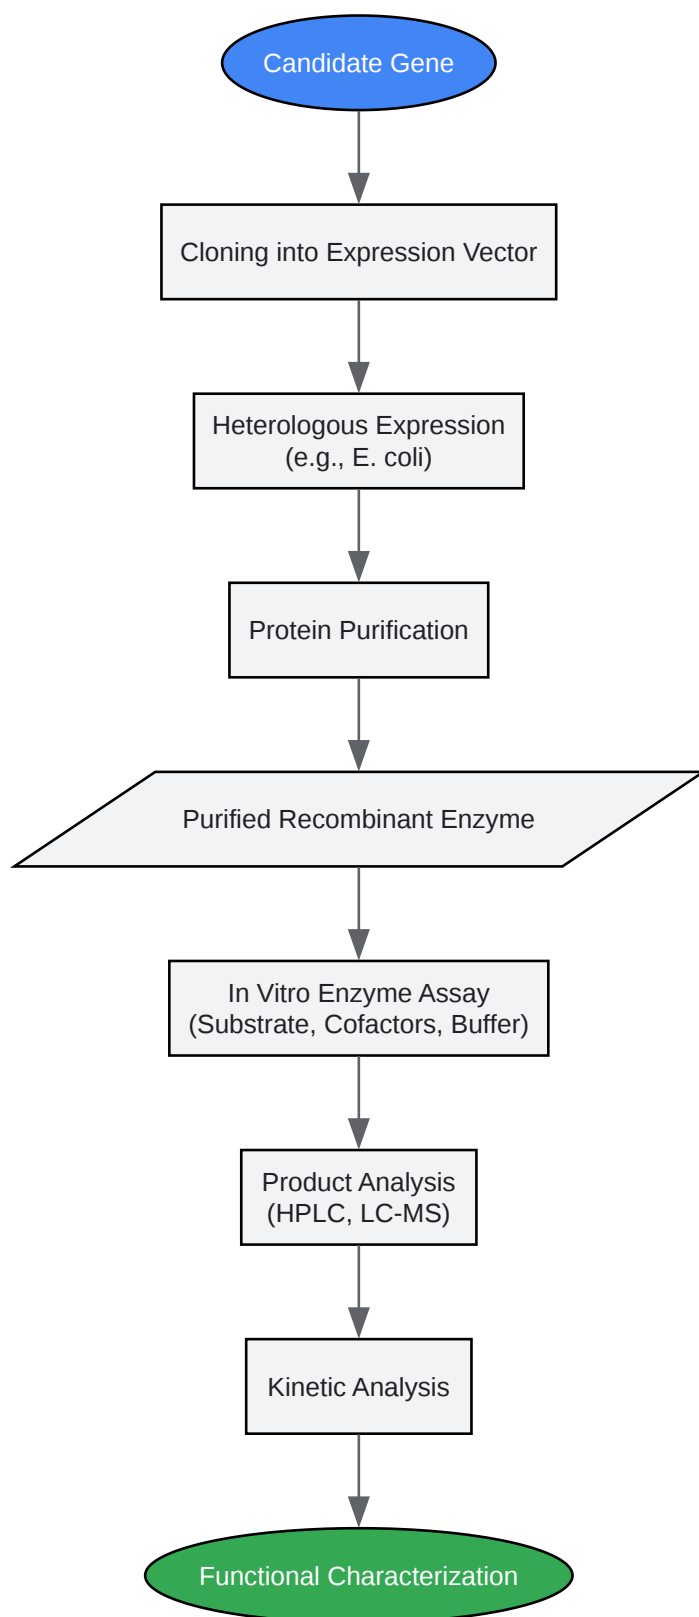 Candidate Gene
Cloning into Expression Vector
Heterologous Expression
(e.g., E. coli)
Protein Purification
Purified Recombinant Enzyme
In Vitro Enzyme Assay
(Substrate, Cofactors, Buffer)
Product Analysis
(HPLC, LC-MS)
Kinetic Analysis
Functional Characterization